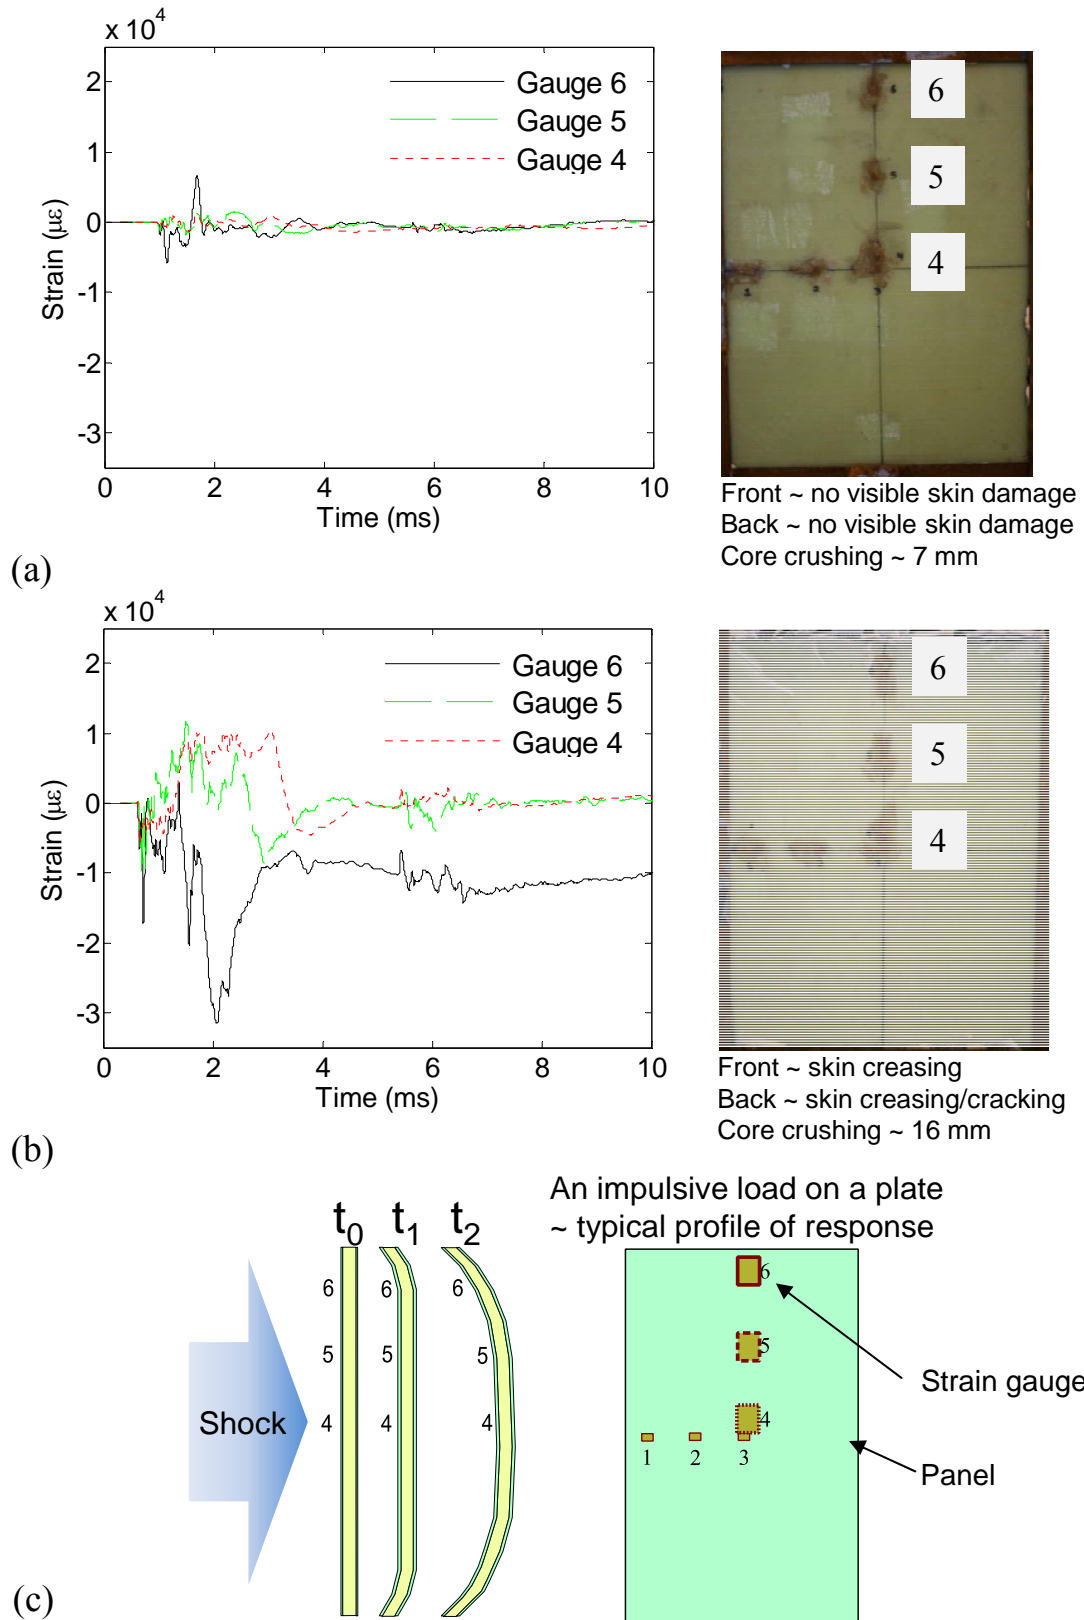 x 10⁴
2
1
0
-1
-2
-3
Strain (με)
Gauge 6
Gauge 5
Gauge 4
0 2 4 6 8 10
Time (ms)
6
5
4
1 2 3
Front ~ no visible skin damage
Back ~ no visible skin damage
Core crushing ~ 7 mm
(a)
x 10⁴
2
1
0
-1
-2
-3
Strain (με)
Gauge 6
Gauge 5
Gauge 4
0 2 4 6 8 10
Time (ms)
6
5
4
Front ~ skin creasing
Back ~ skin creasing/cracking
Core crushing ~ 16 mm
(b)
An impulsive load on a plate
~ typical profile of response
t₀ t₁ t₂
6 6 6
5 5 5
4 4 4
Shock
6
5
4
1 2 3
Strain gauge
Panel
(c)